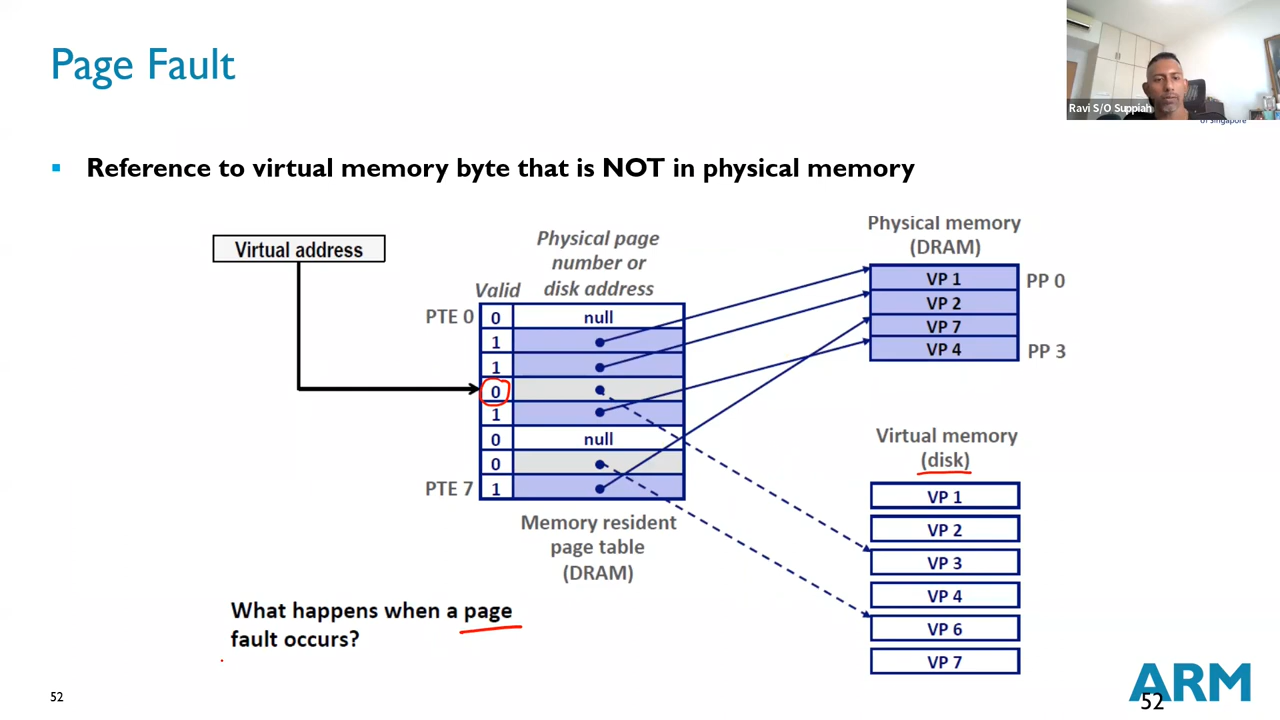 Page Fault
Ravi S/O Suppiah
of Singapore
Reference to virtual memory byte that is NOT in physical memory
Virtual address
Physical page
number or
disk address
Valid
PTE 0
0 null
1
1
0
1
0 null
0
PTE 7 1
Memory resident
page table
(DRAM)
Physical memory
(DRAM)
VP 1 PP 0
VP 2
VP 7
VP 4 PP 3
Virtual memory
(disk)
VP 1
VP 2
VP 3
VP 4
VP 6
VP 7
What happens when a page
fault occurs?
52
ARM
52